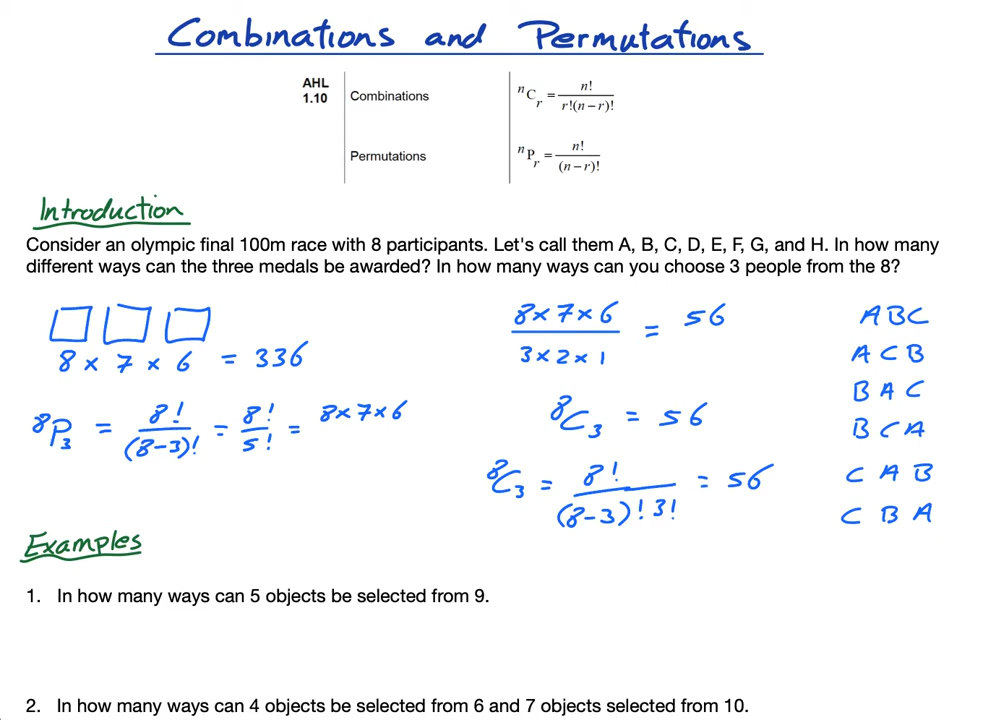 Combinations and Permutations
AHL
1.10 Combinations ⁿCᵣ = n! / r!(n−r)!
Permutations ⁿPᵣ = n! / (n−r)!
Introduction
Consider an olympic final 100m race with 8 participants. Let's call them A, B, C, D, E, F, G, and H. In how many
different ways can the three medals be awarded? In how many ways can you choose 3 people from the 8?
8 × 7 × 6 = 336
⁸P₃ = 8! / (8−3)! = 8! / 5! = 8×7×6
8×7×6 / 3×2×1 = 56
⁸C₃ = 56
⁸C₃ = 8! / (8−3)! 3! = 56
ABC
ACB
BAC
BCA
CAB
CBA
Examples
1. In how many ways can 5 objects be selected from 9.
2. In how many ways can 4 objects be selected from 6 and 7 objects selected from 10.